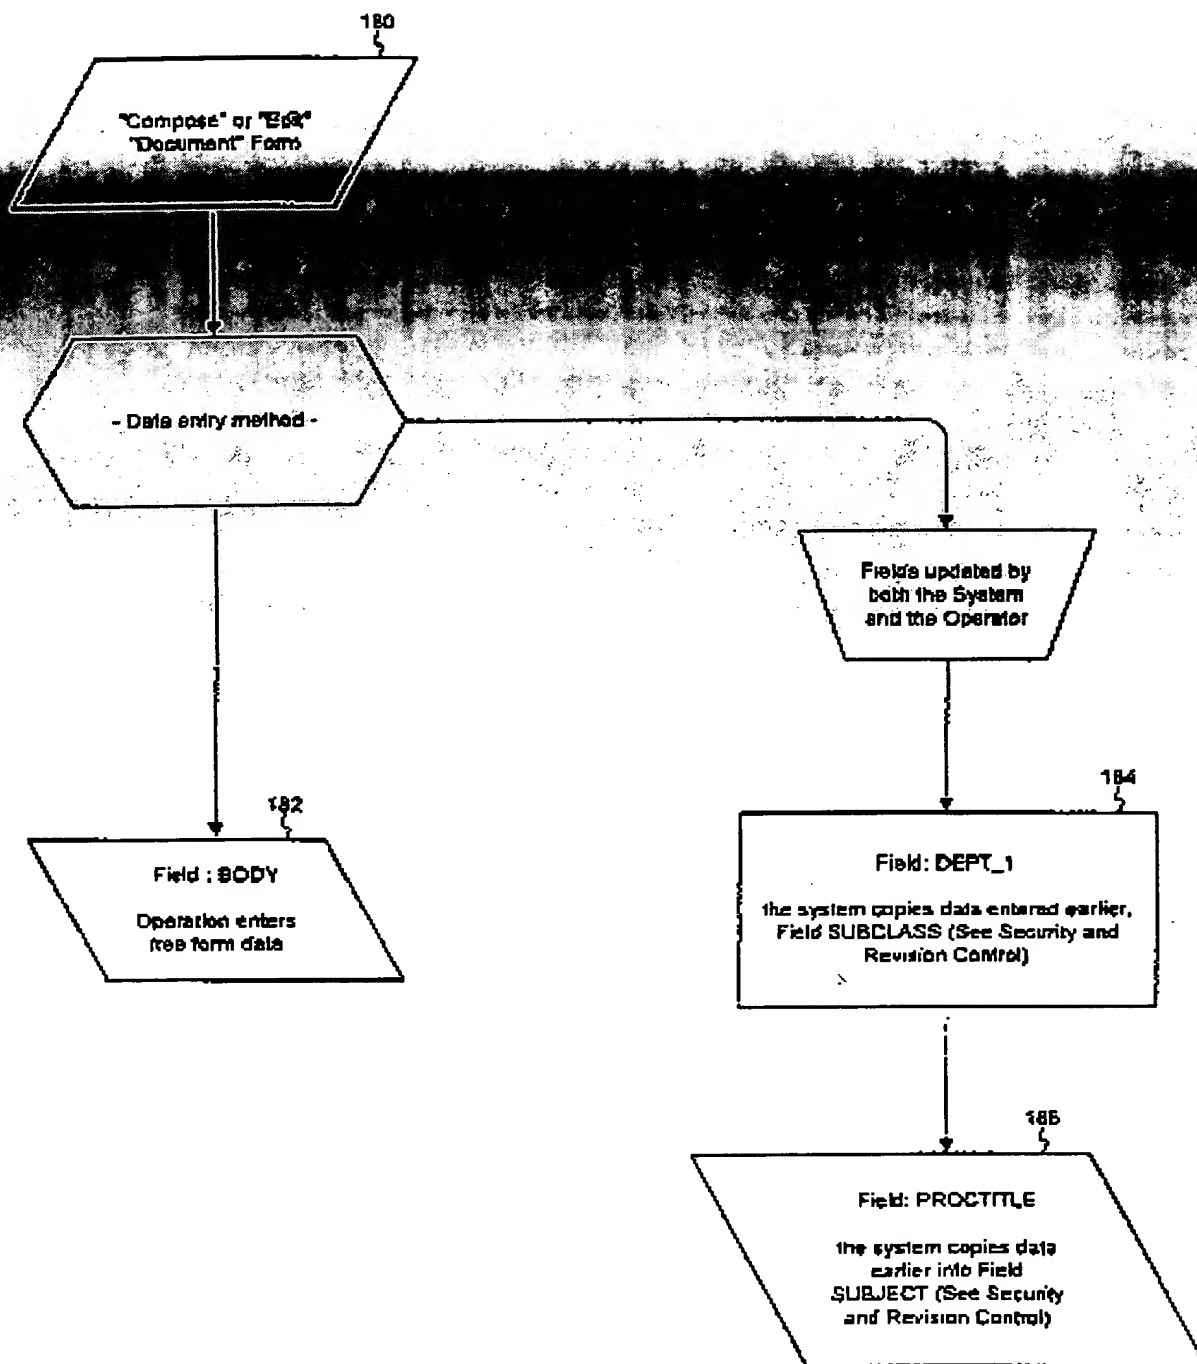 180
"Compose" or "Edit"
"Document" Form
- Data entry method -
Fields updated by
both the System
and the Operator
182
Field : BODY
Operation enters
free form data
184
Field: DEPT_1
the system copies data entered earlier,
Field SUBCLASS (See Security and
Revision Control)
186
Field: PROCTITLE
the system copies data
earlier into Field
SUBJECT (See Security
and Revision Control)